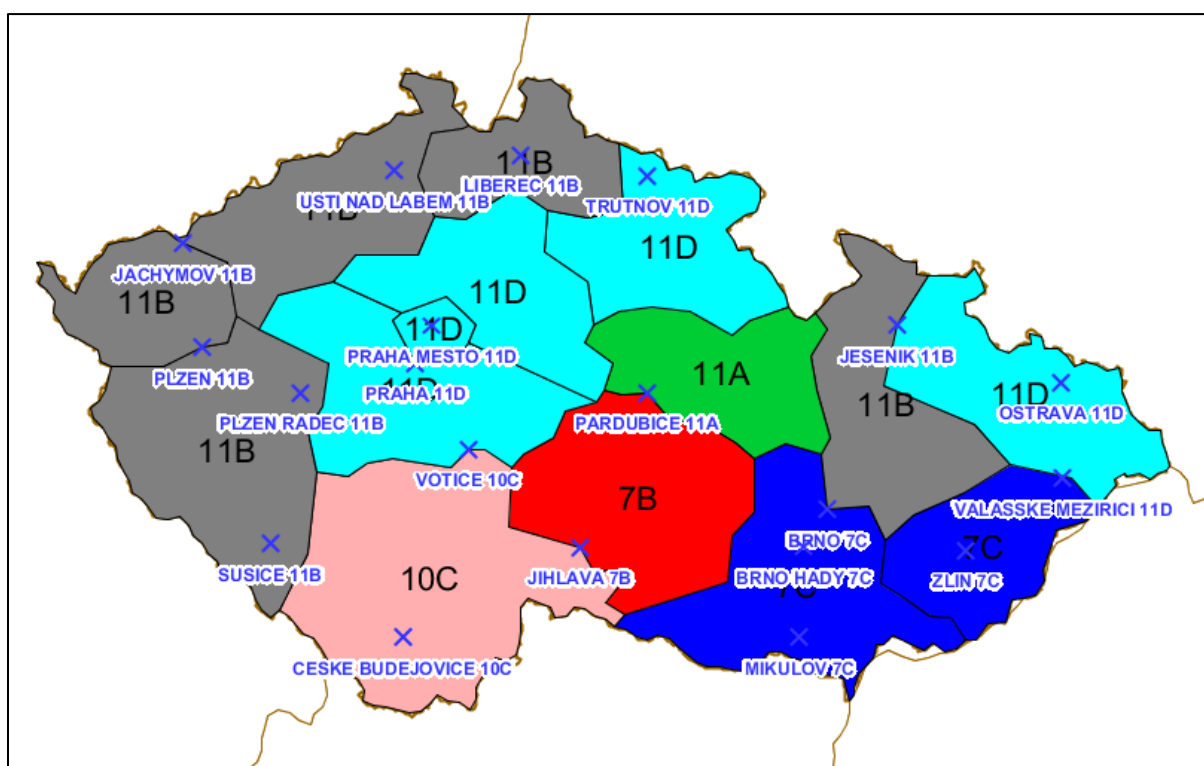 11B
LIBEREC 11B
USTI NAD LABEM 11B
11B
TRUTNOV 11D
11D
JACHYMOV 11B
11B
11D
11D
PRAHA MESTO 11D
JESENIK 11B
PLZEN 11B
11A
11D
PRAHA 11D
11D
OSTRAVA 11D
11B
PLZEN RADEC 11B
PARDUBICE 11A
11B
VOTICE 10C
7B
VALASSKE MEZIRICI 11D
BRNO 7C
7C
ZLIN 7C
SUSICE 11B
10C
JIHLAVA 7B
BRNO HADY 7C
7C
CESKE BUDEJOVICE 10C
MIKULOV 7C